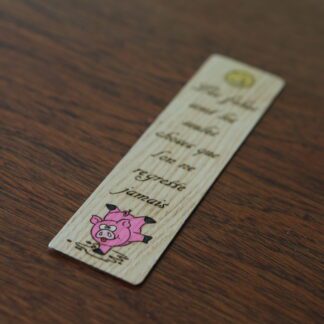 Les folies
sont les
seules
choses que
l'on ne
regrette
jamais